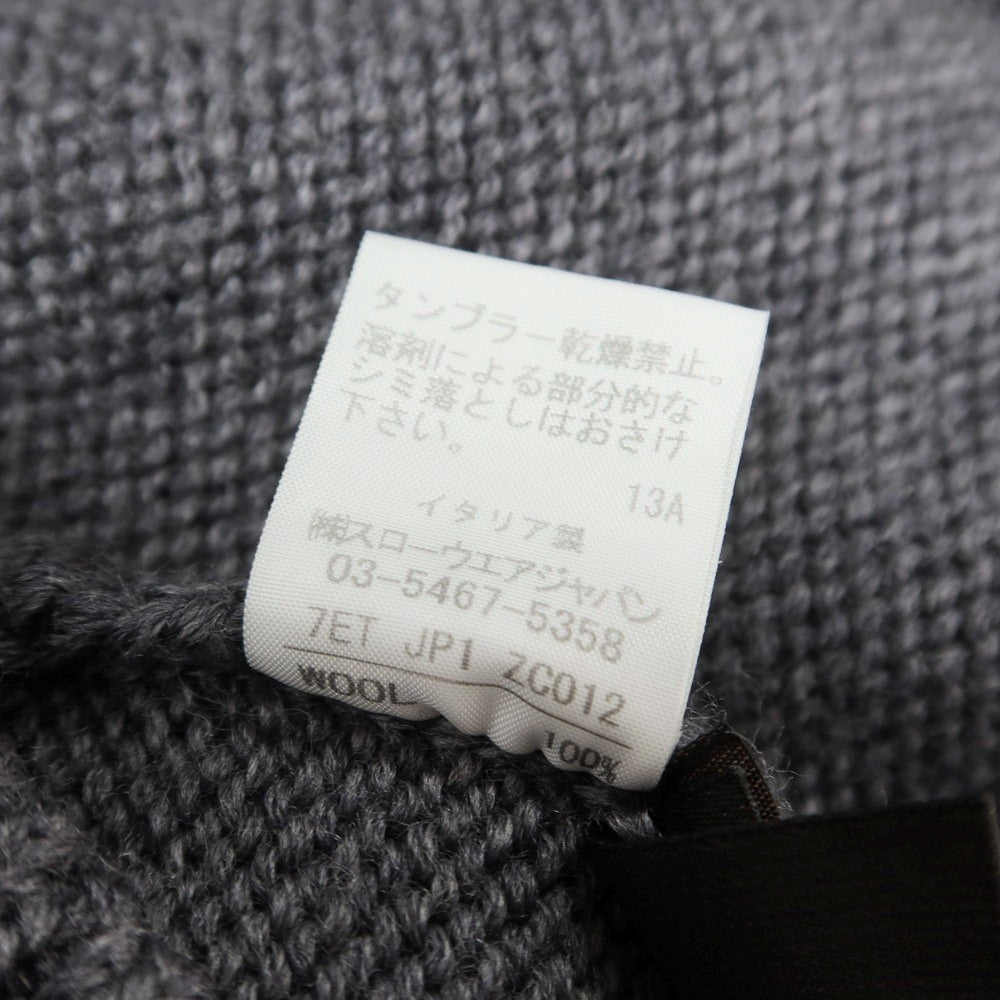 タンブラー乾燥禁止。
溶剤による部分的な
シミ落としはおさけ
下さい。
13A
イタリア製
㈱スローウエアジャパン
03-5467-5358
7ET JP1 ZC012
WOOL
100%